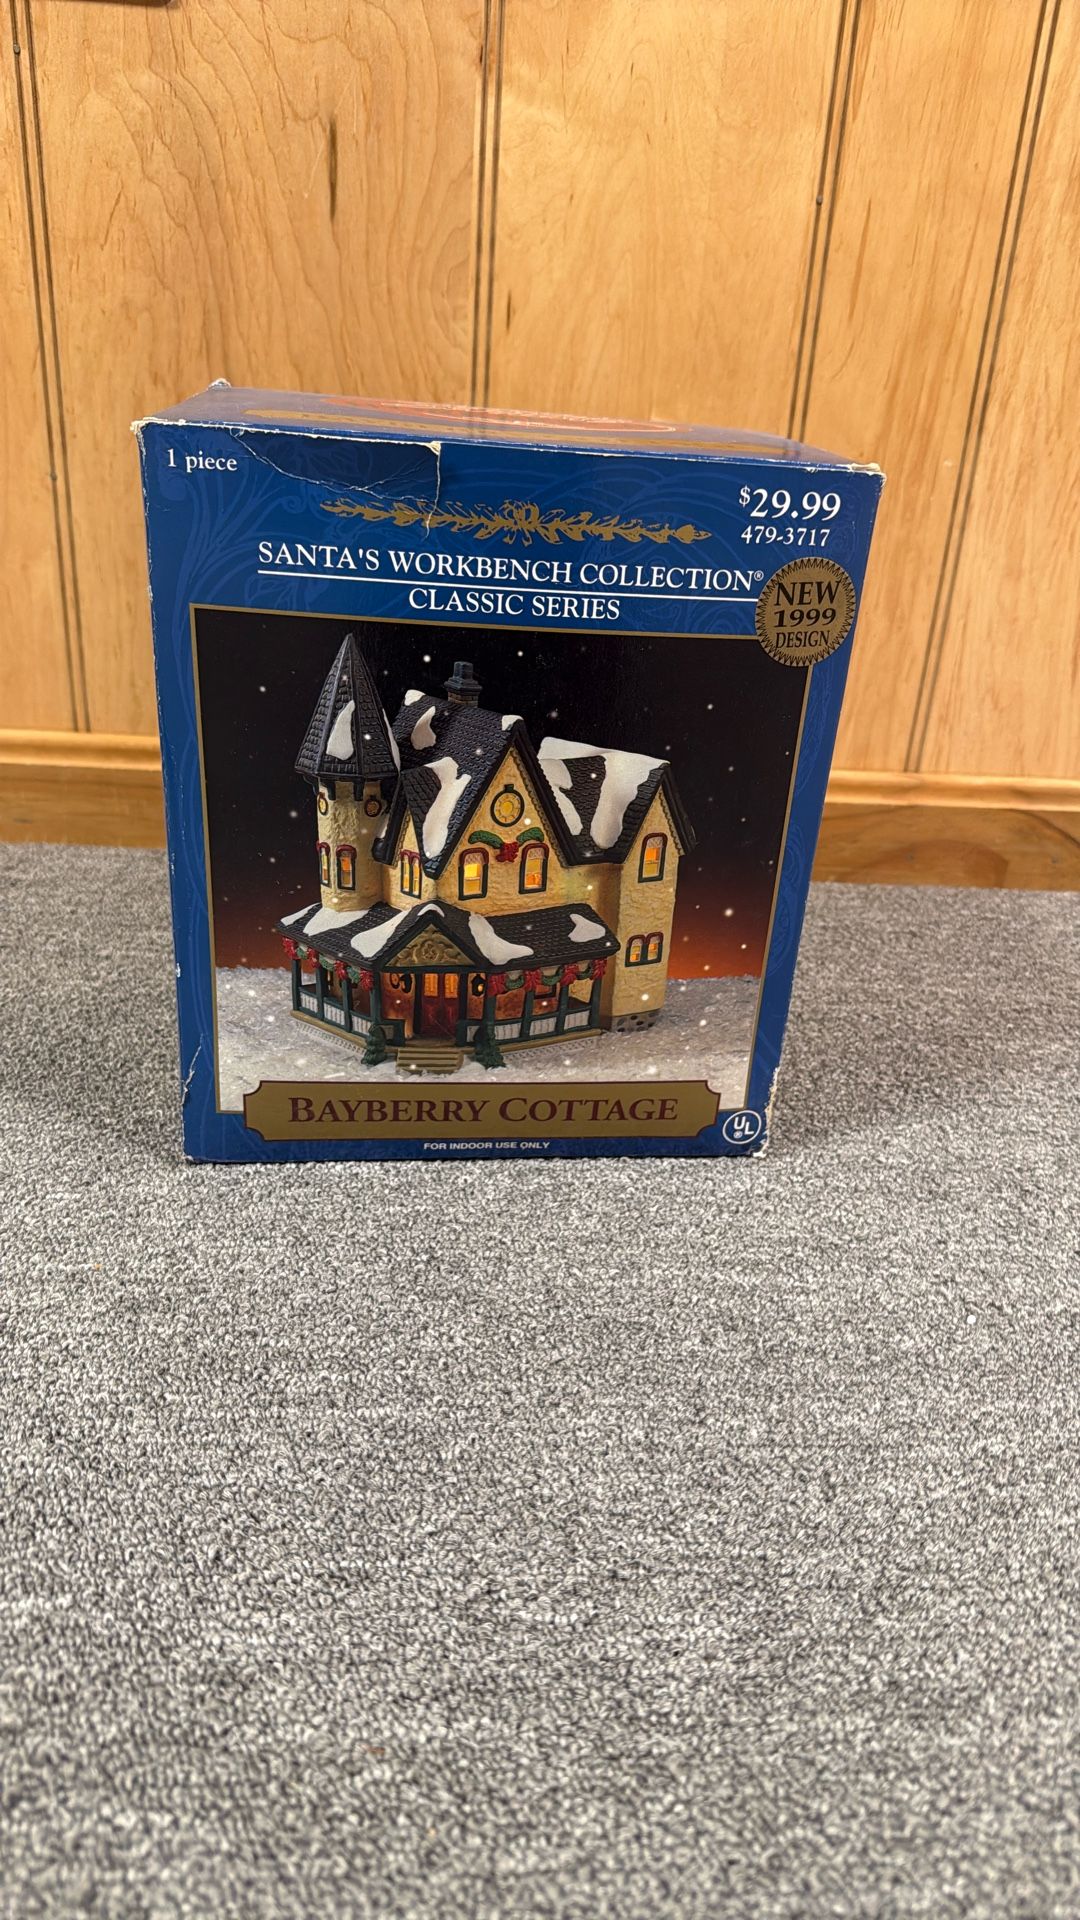 1 piece
$29.99
479-3717
SANTA'S WORKBENCH COLLECTION®
CLASSIC SERIES
NEW
1999
DESIGN
BAYBERRY COTTAGE
FOR INDOOR USE ONLY
UL
®